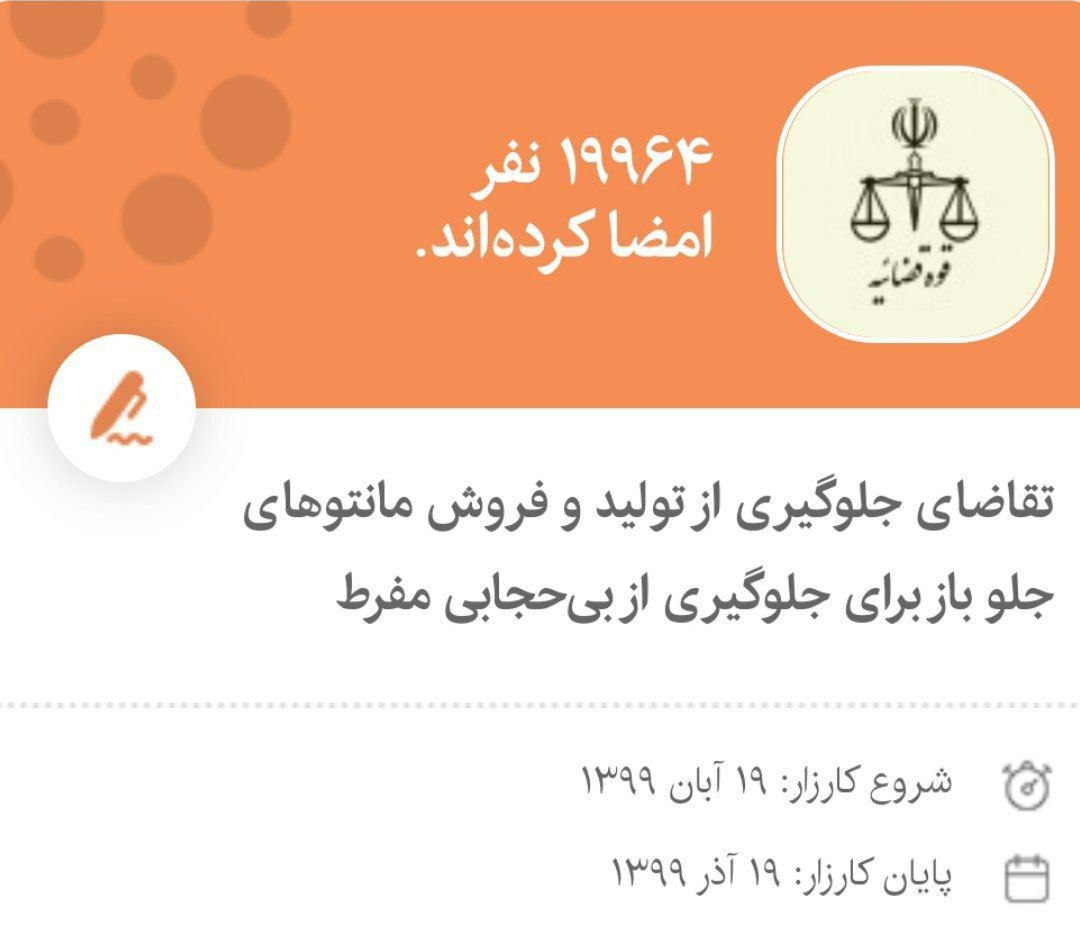 ۱۹۹۶۴ نفر
امضا کرده‌اند.
قوه قضائیه
تقاضای جلوگیری از تولید و فروش مانتوهای
جلو باز برای جلوگیری از بی‌حجابی مفرط
شروع کارزار: ۱۹ آبان ۱۳۹۹
پایان کارزار: ۱۹ آذر ۱۳۹۹